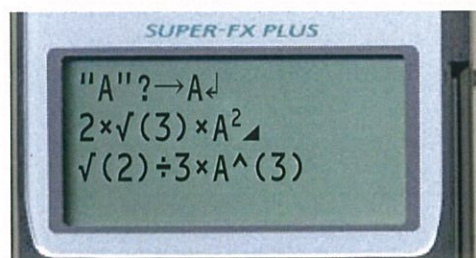 SUPER-FX PLUS
"A"?→A↲
2×√(3)×A²◢
√(2)÷3×A^(3)